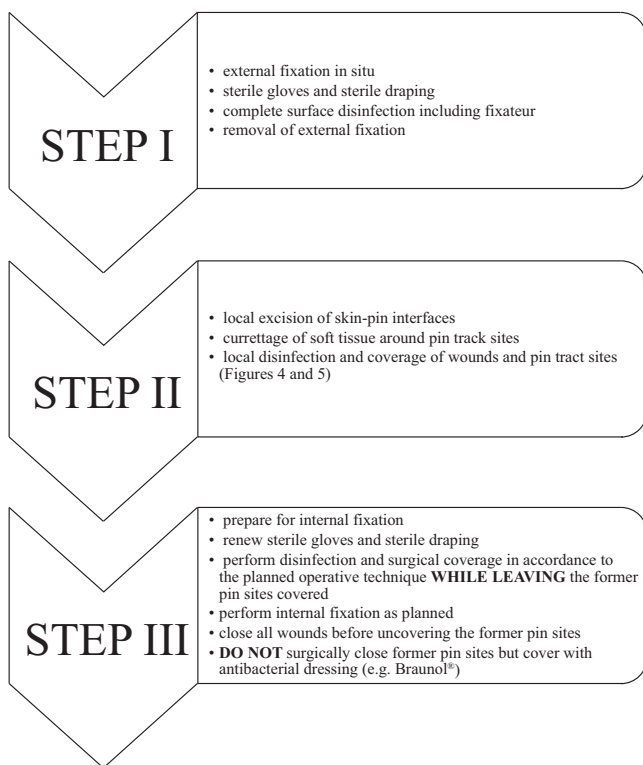 STEP I
• external fixation in situ
• sterile gloves and sterile draping
• complete surface disinfection including fixateur
• removal of external fixation
STEP II
• local excision of skin-pin interfaces
• currettage of soft tissue around pin track sites
• local disinfection and coverage of wounds and pin tract sites
(Figures 4 and 5)
STEP III
• prepare for internal fixation
• renew sterile gloves and sterile draping
• perform disinfection and surgical coverage in accordance to
the planned operative technique WHILE LEAVING the former
pin sites covered
• perform internal fixation as planned
• close all wounds before uncovering the former pin sites
• DO NOT surgically close former pin sites but cover with
antibacterial dressing (e.g. Braunol®)